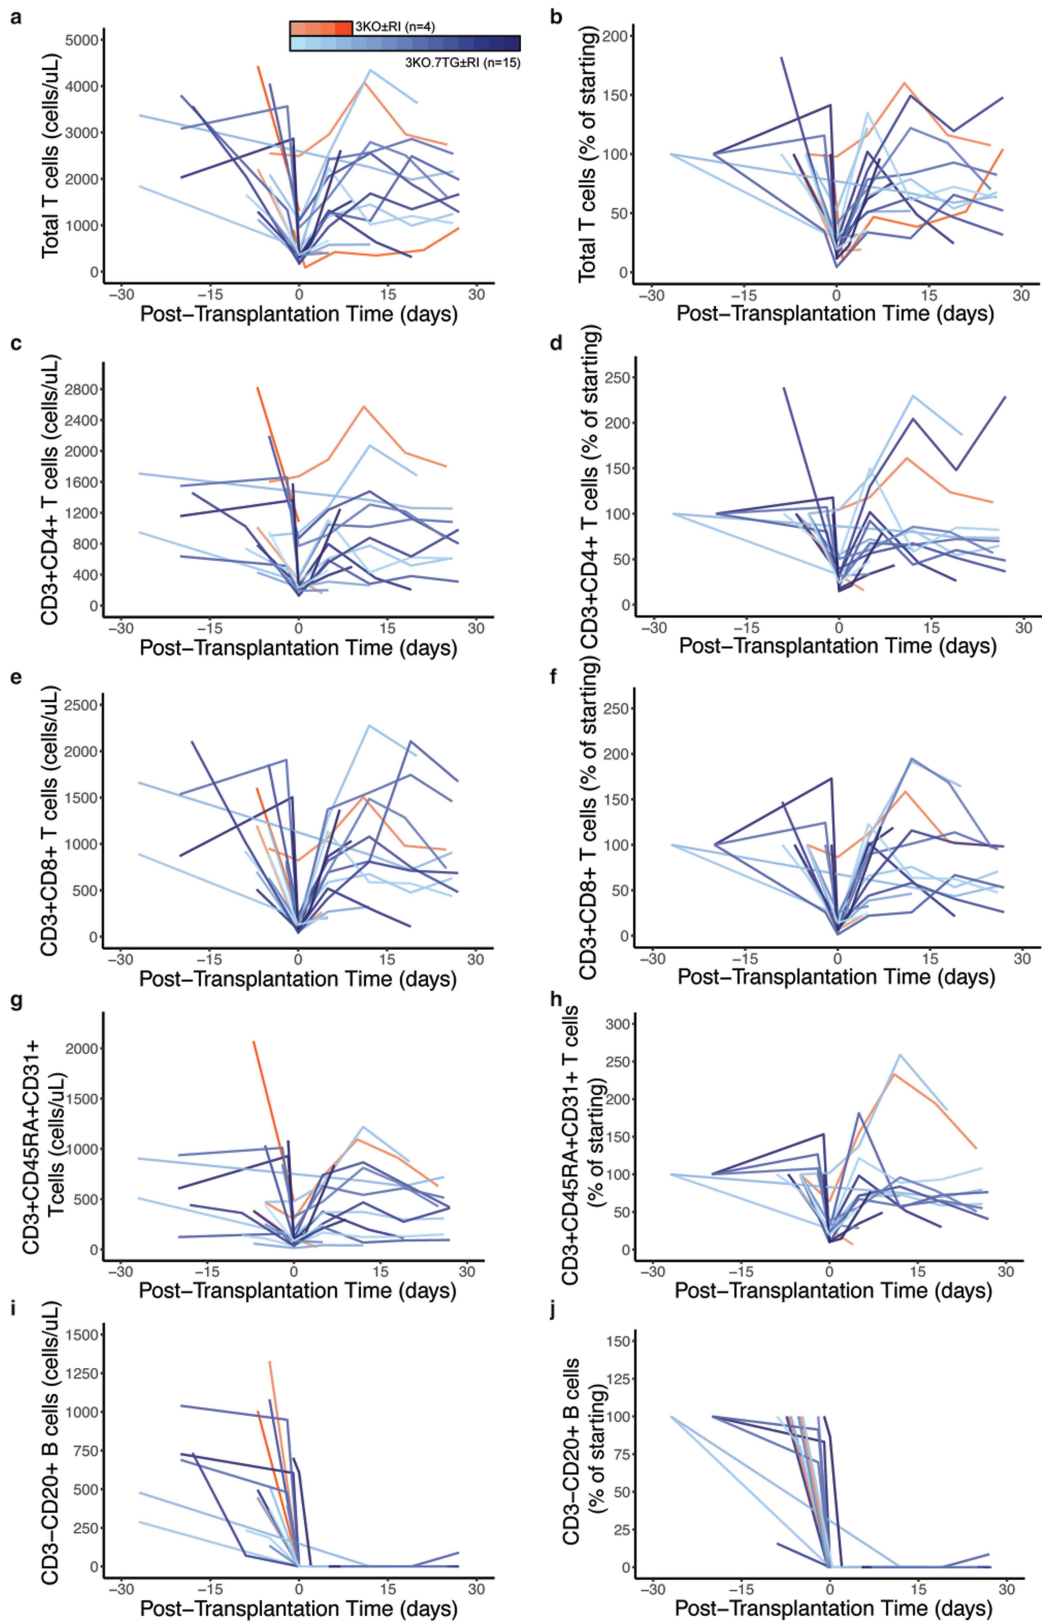 a
3KO±RI (n=4)
3KO.7TG±RI (n=15)
Total T cells (cells/uL)
5000
4000
3000
2000
1000
0
−30 −15 0 15 30
Post−Transplantation Time (days)
b
Total T cells (% of starting)
200
150
100
50
0
−30 −15 0 15 30
Post−Transplantation Time (days)
c
CD3+CD4+ T cells (cells/uL)
2800
2400
2000
1600
1200
800
400
0
−30 −15 0 15 30
Post−Transplantation Time (days)
d
CD3+CD4+ T cells (% of starting)
250
200
150
100
50
0
−30 −15 0 15 30
Post−Transplantation Time (days)
e
CD3+CD8+ T cells (cells/uL)
2500
2000
1500
1000
500
0
−30 −15 0 15 30
Post−Transplantation Time (days)
f
CD3+CD8+ T cells (% of starting)
250
200
150
100
50
0
−30 −15 0 15 30
Post−Transplantation Time (days)
g
CD3+CD45RA+CD31+
Tcells (cells/uL)
2000
1500
1000
500
0
−30 −15 0 15 30
Post−Transplantation Time (days)
h
CD3+CD45RA+CD31+ T cells
(% of starting)
300
250
200
150
100
50
0
−30 −15 0 15 30
Post−Transplantation Time (days)
i
CD3−CD20+ B cells (cells/uL)
1500
1250
1000
750
500
250
0
−30 −15 0 15 30
Post−Transplantation Time (days)
j
CD3−CD20+ B cells
(% of starting)
150
125
100
75
50
25
0
−30 −15 0 15 30
Post−Transplantation Time (days)